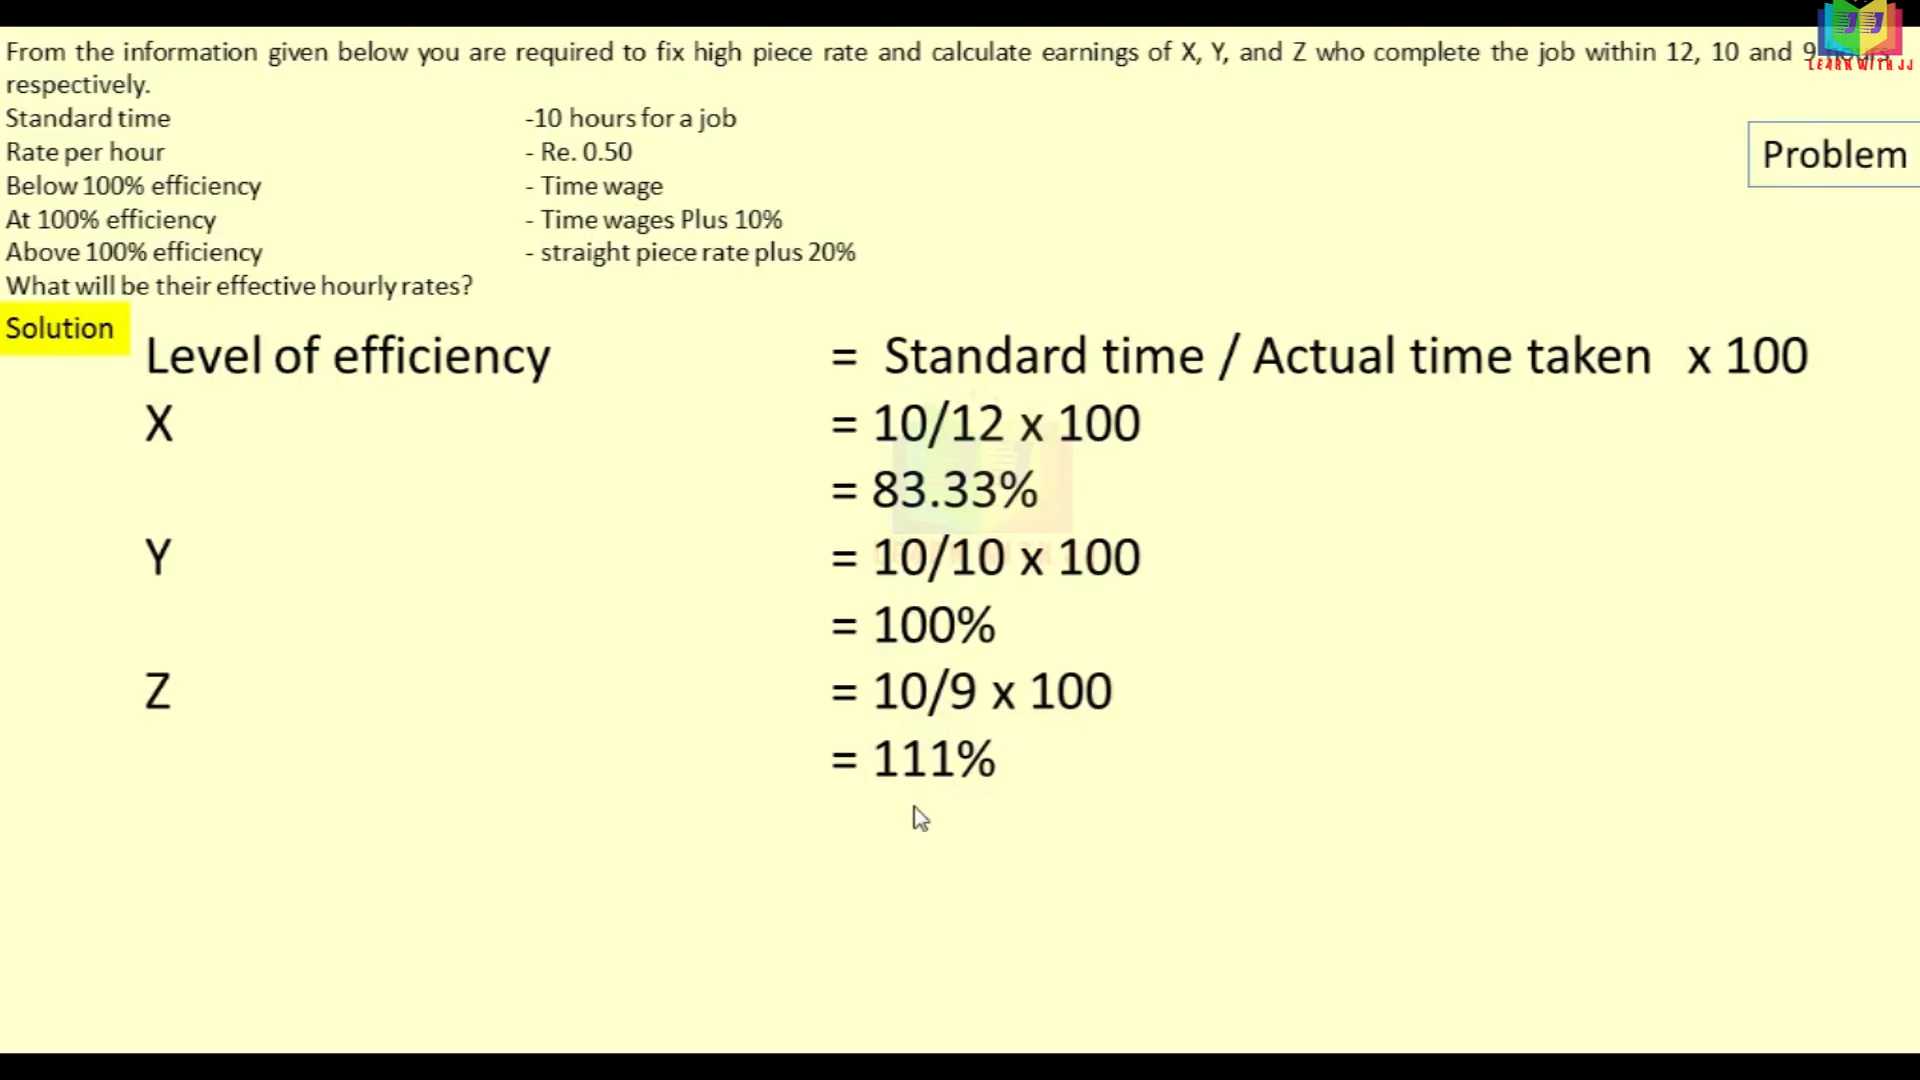 From the information given below you are required to fix high piece rate and calculate earnings of X, Y, and Z who complete the job within 12, 10 and 9 hours
respectively.
Standard time -10 hours for a job
Rate per hour - Re. 0.50
Below 100% efficiency - Time wage
At 100% efficiency - Time wages Plus 10%
Above 100% efficiency - straight piece rate plus 20%
What will be their effective hourly rates?
LEARN WITH JJ
Problem
Solution
Level of efficiency = Standard time / Actual time taken x 100
X = 10/12 x 100
= 83.33%
Y = 10/10 x 100
= 100%
Z = 10/9 x 100
= 111%